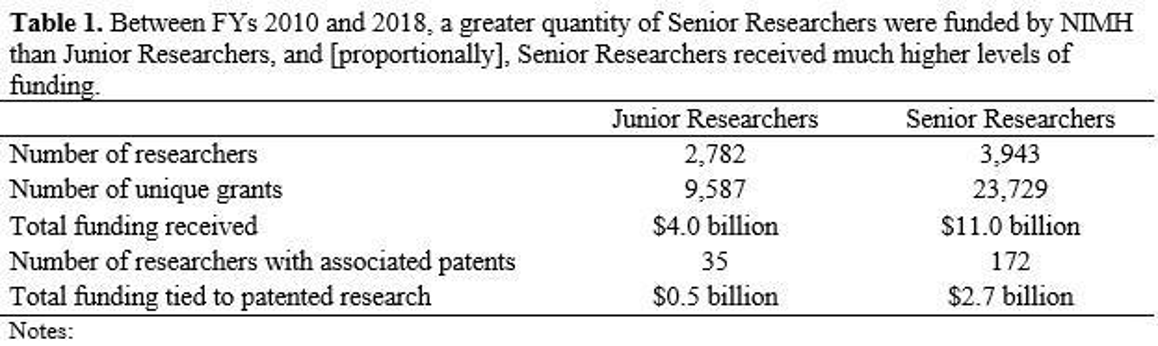 Table 1. Between FYs 2010 and 2018, a greater quantity of Senior Researchers were funded by NIMH
than Junior Researchers, and [proportionally], Senior Researchers received much higher levels of
funding.
Junior Researchers Senior Researchers
Number of researchers 2,782 3,943
Number of unique grants 9,587 23,729
Total funding received $4.0 billion $11.0 billion
Number of researchers with associated patents 35 172
Total funding tied to patented research $0.5 billion $2.7 billion
Notes: